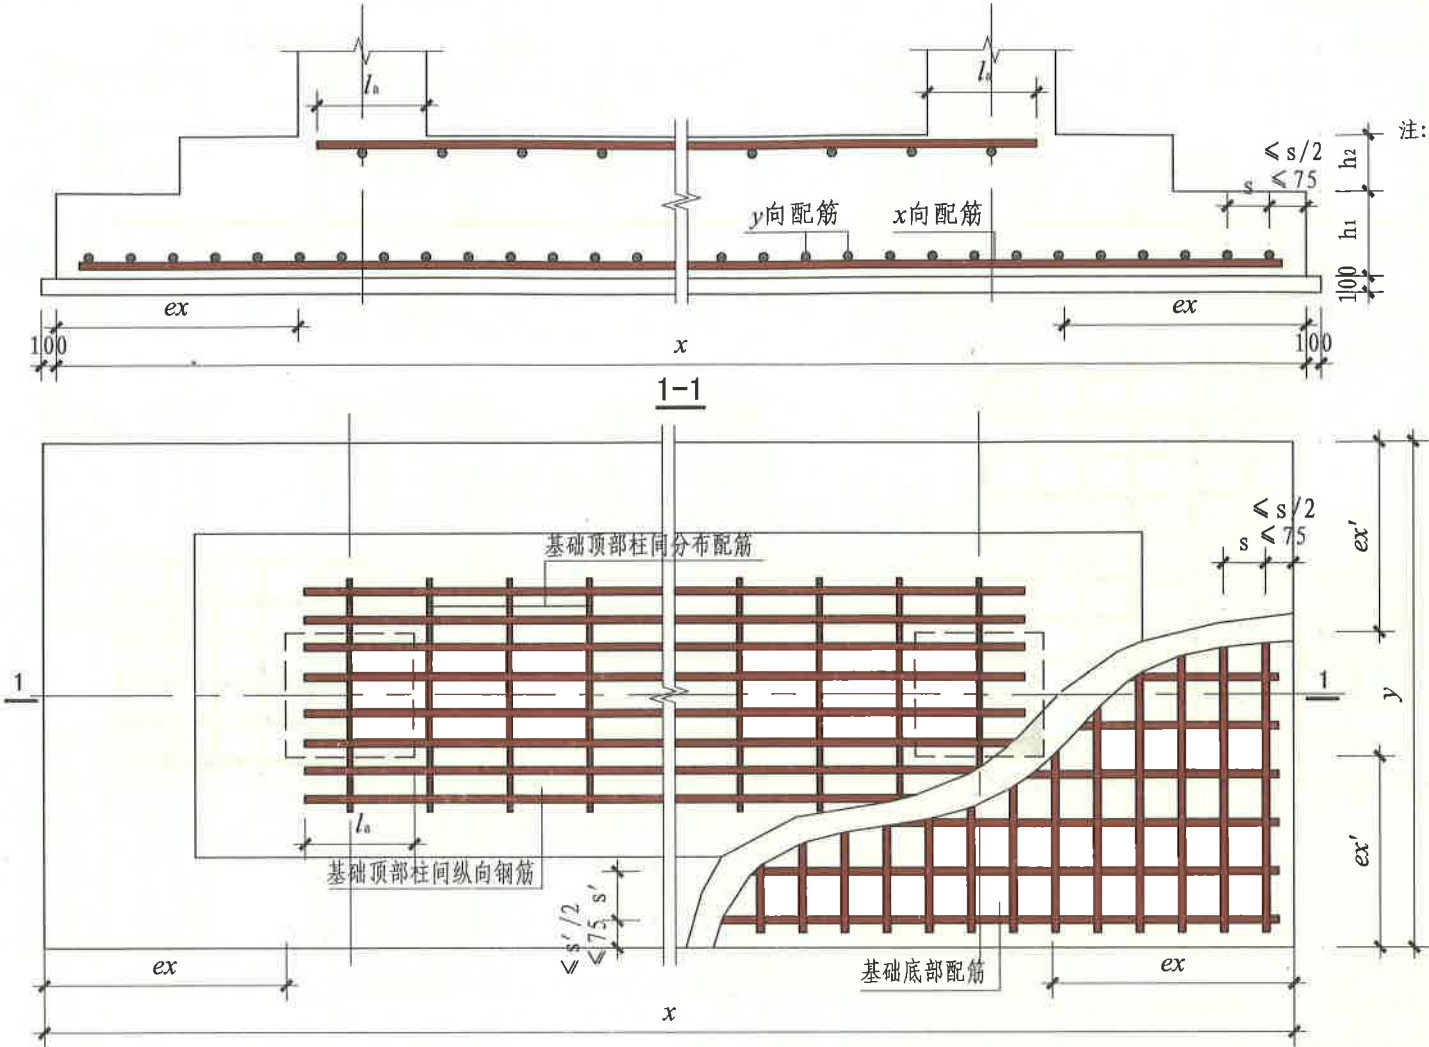 lₐ
lₐ
注:
≤s/2
s ≤75
h₂
y向配筋
x向配筋
h₁
100
ex
ex
100
x
100
1-1
≤s/2
s ≤75
ex'
基础顶部柱间分布配筋
1
1
y
lₐ
基础顶部柱间纵向钢筋
ex'
s'
≤s'/2
≤75
基础底部配筋
ex
ex
x